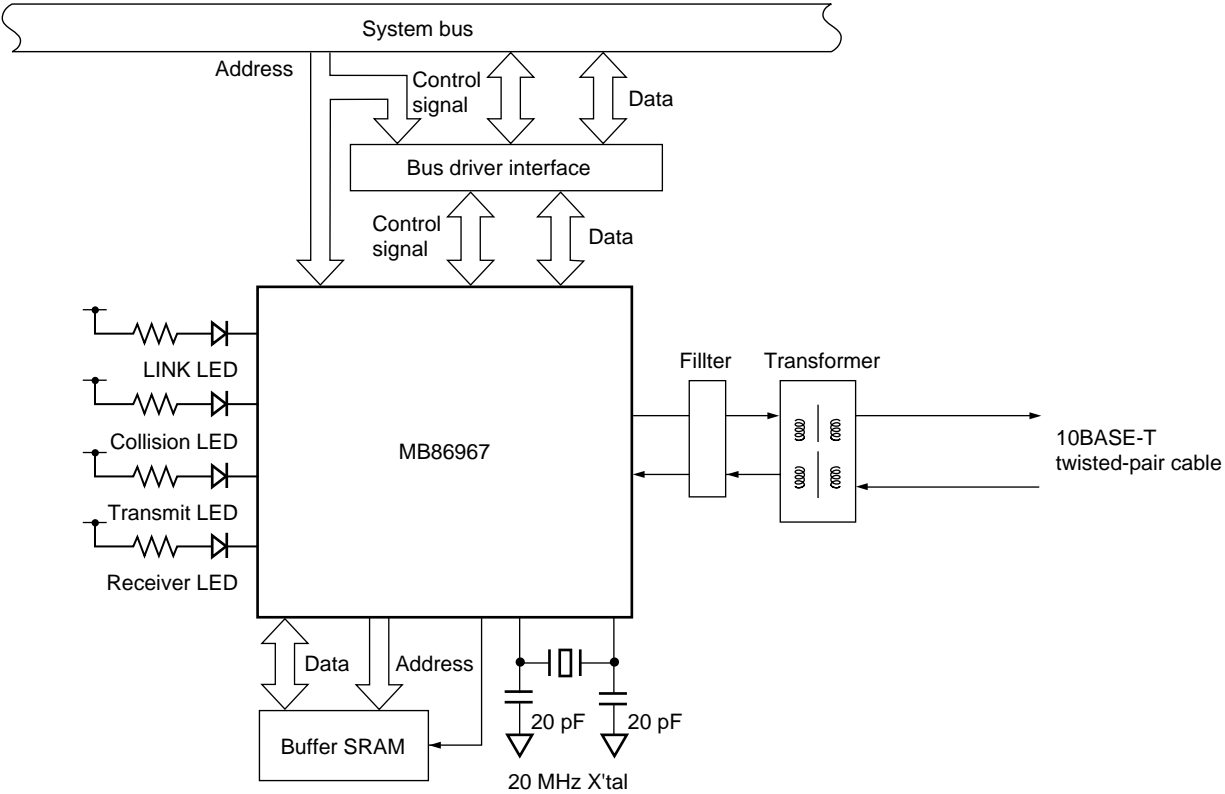 System bus
Address
Control
signal
Data
Bus driver interface
Control
signal
Data
LINK LED
Collision LED
Transmit LED
Receiver LED
MB86967
Fillter
Transformer
10BASE-T
twisted-pair cable
Data
Address
Buffer SRAM
20 pF
20 pF
20 MHz X'tal